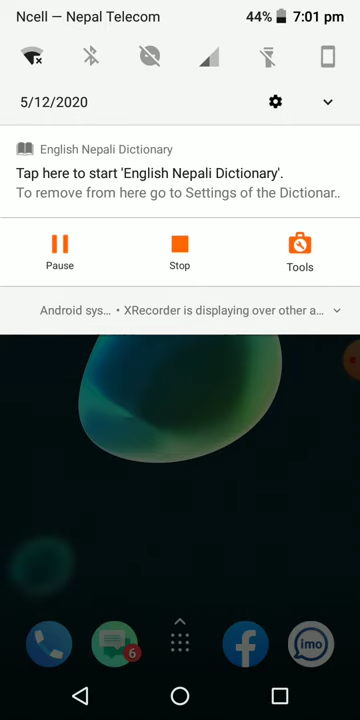 Ncell — Nepal Telecom 44% 7:01 pm
5/12/2020
English Nepali Dictionary
Tap here to start 'English Nepali Dictionary'.
To remove from here go to Settings of the Dictionar..
Pause Stop Tools
Android sys... • XRecorder is displaying over other a...
6
imo